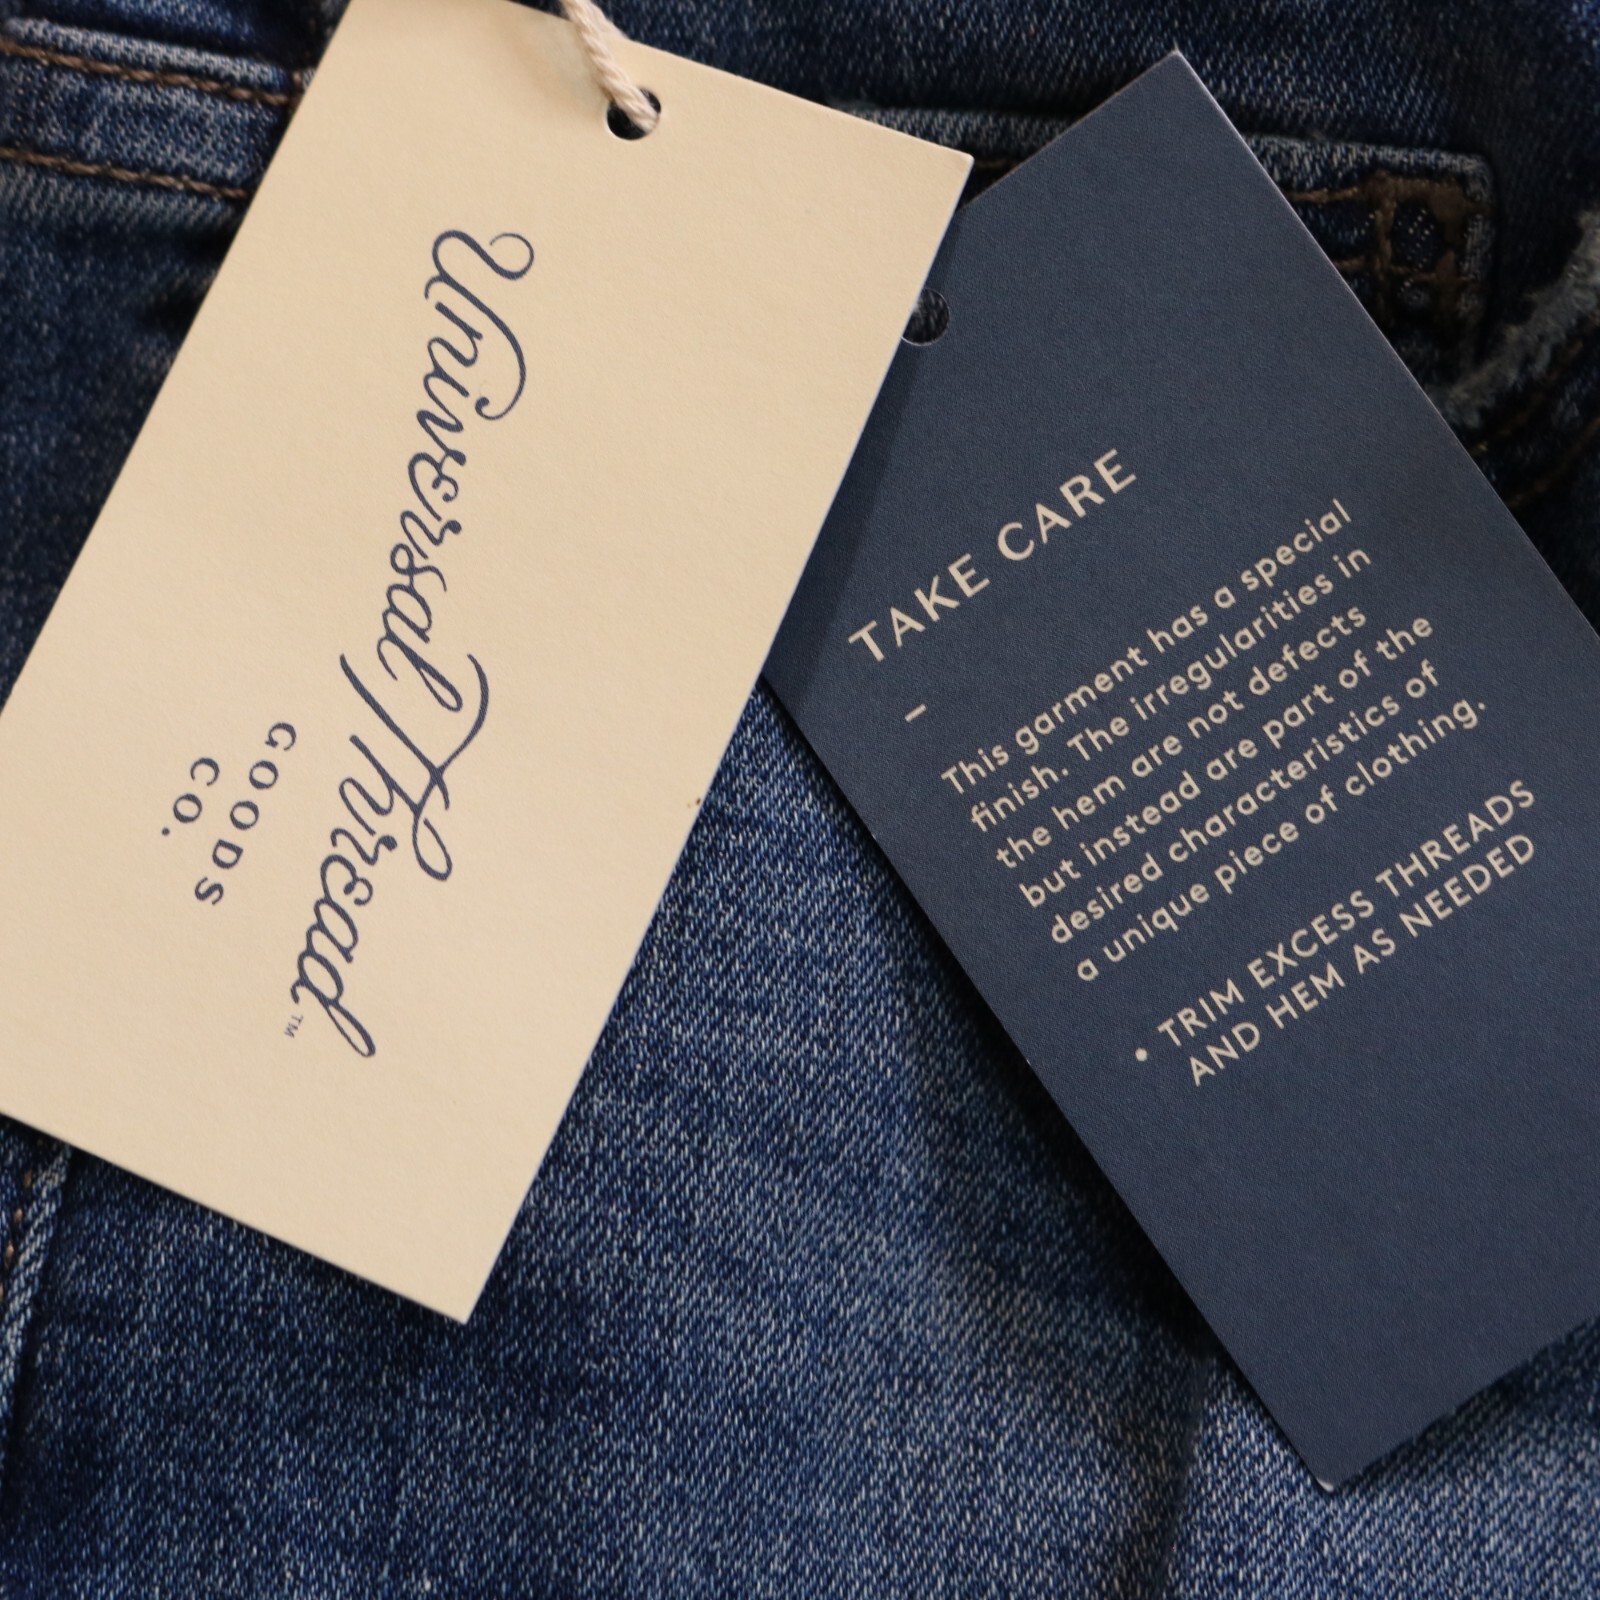 Universal Thread™
GOODS
CO.
TAKE CARE
–
This garment has a special
finish. The irregularities in
the hem are not defects
but instead are part of the
desired characteristics of
a unique piece of clothing.
• TRIM EXCESS THREADS
AND HEM AS NEEDED